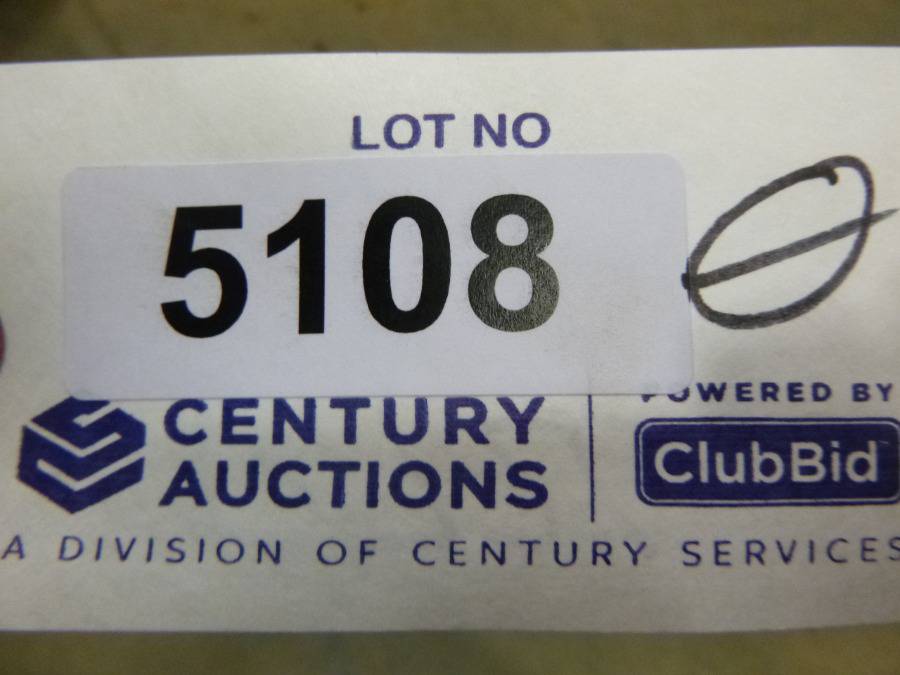 LOT NO
5108
CENTURY
AUCTIONS
POWERED BY
ClubBid
A DIVISION OF CENTURY SERVICES